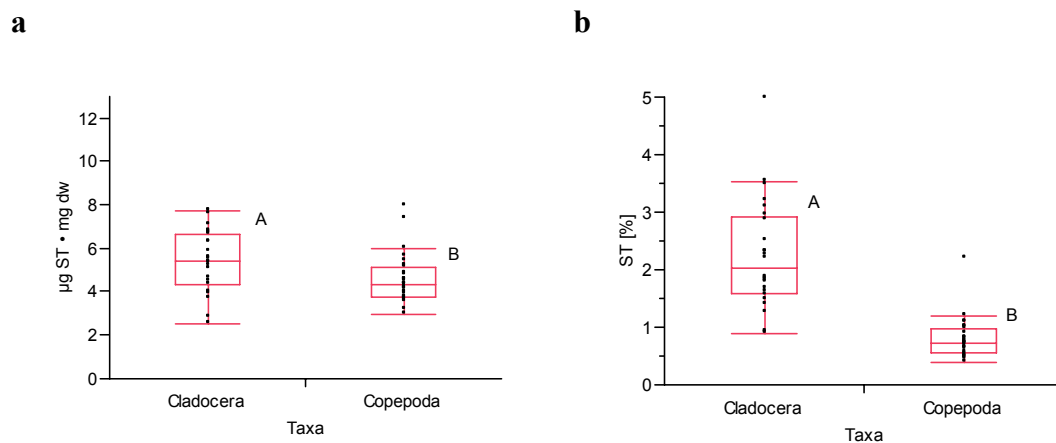 a
12
10
8
6
4
2
0
µg ST • mg dw
A
B
Cladocera
Copepoda
Taxa
b
5
4
3
2
1
0
ST [%]
A
B
Cladocera
Copepoda
Taxa